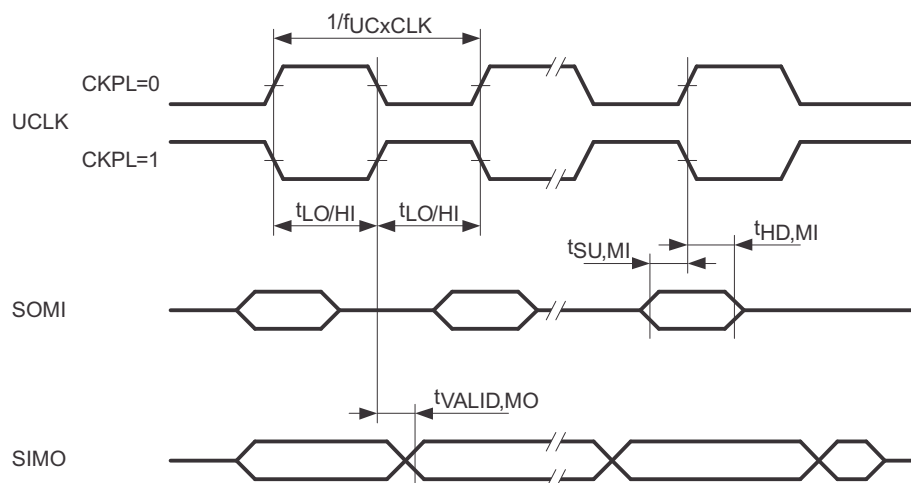 1/fUCxCLK
CKPL=0
UCLK
CKPL=1
tLO/HI tLO/HI
tSU,MI tHD,MI
SOMI
tVALID,MO
SIMO